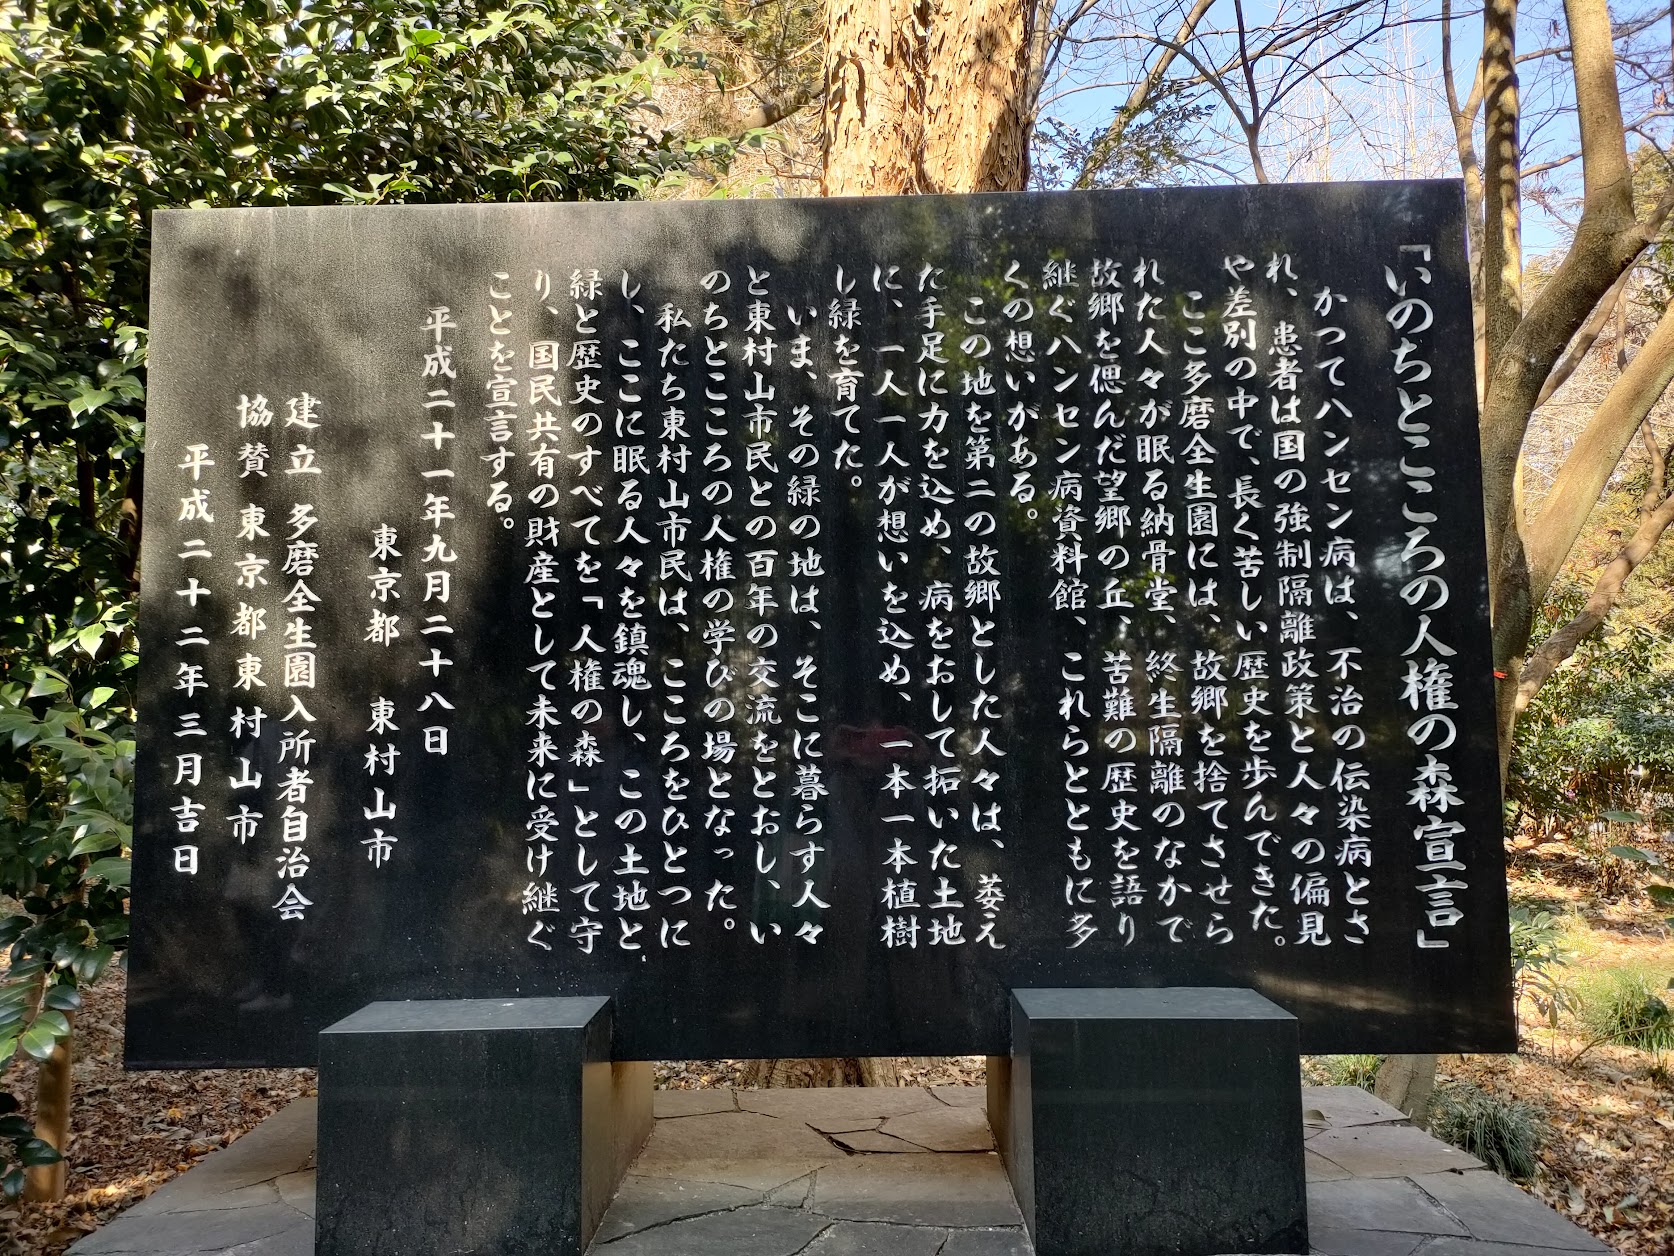 「いのちとこころの人権の森宣言」
かつてハンセン病は、不治の伝染病とさ
れ、患者は国の強制隔離政策と人々の偏見
や差別の中で、長く苦しい歴史を歩んできた。
ここ多磨全生園には、故郷を捨てさせら
れた人々が眠る納骨堂、終生隔離のなかで
故郷を偲んだ望郷の丘、苦難の歴史を語り
継ぐハンセン病資料館、これらとともに多
くの想いがある。
この地を第二の故郷とした人々は、萎え
た手足に力を込め、病をおして拓いた土地
に、一人一人が想いを込め、一本一本植樹
し緑を育てた。
いま、その緑の地は、そこに暮らす人々
と東村山市民との百年の交流をとおし、い
のちとこころの人権の学びの場となった。
私たち東村山市民は、こころをひとつに
し、ここに眠る人々を鎮魂し、この土地と、
緑と歴史のすべてを「人権の森」として守
り、国民共有の財産として未来に受け継ぐ
ことを宣言する。
平成二十一年九月二十八日
東京都 東村山市
建立 多磨全生園入所者自治会
協賛 東京都東村山市
平成二十二年三月吉日